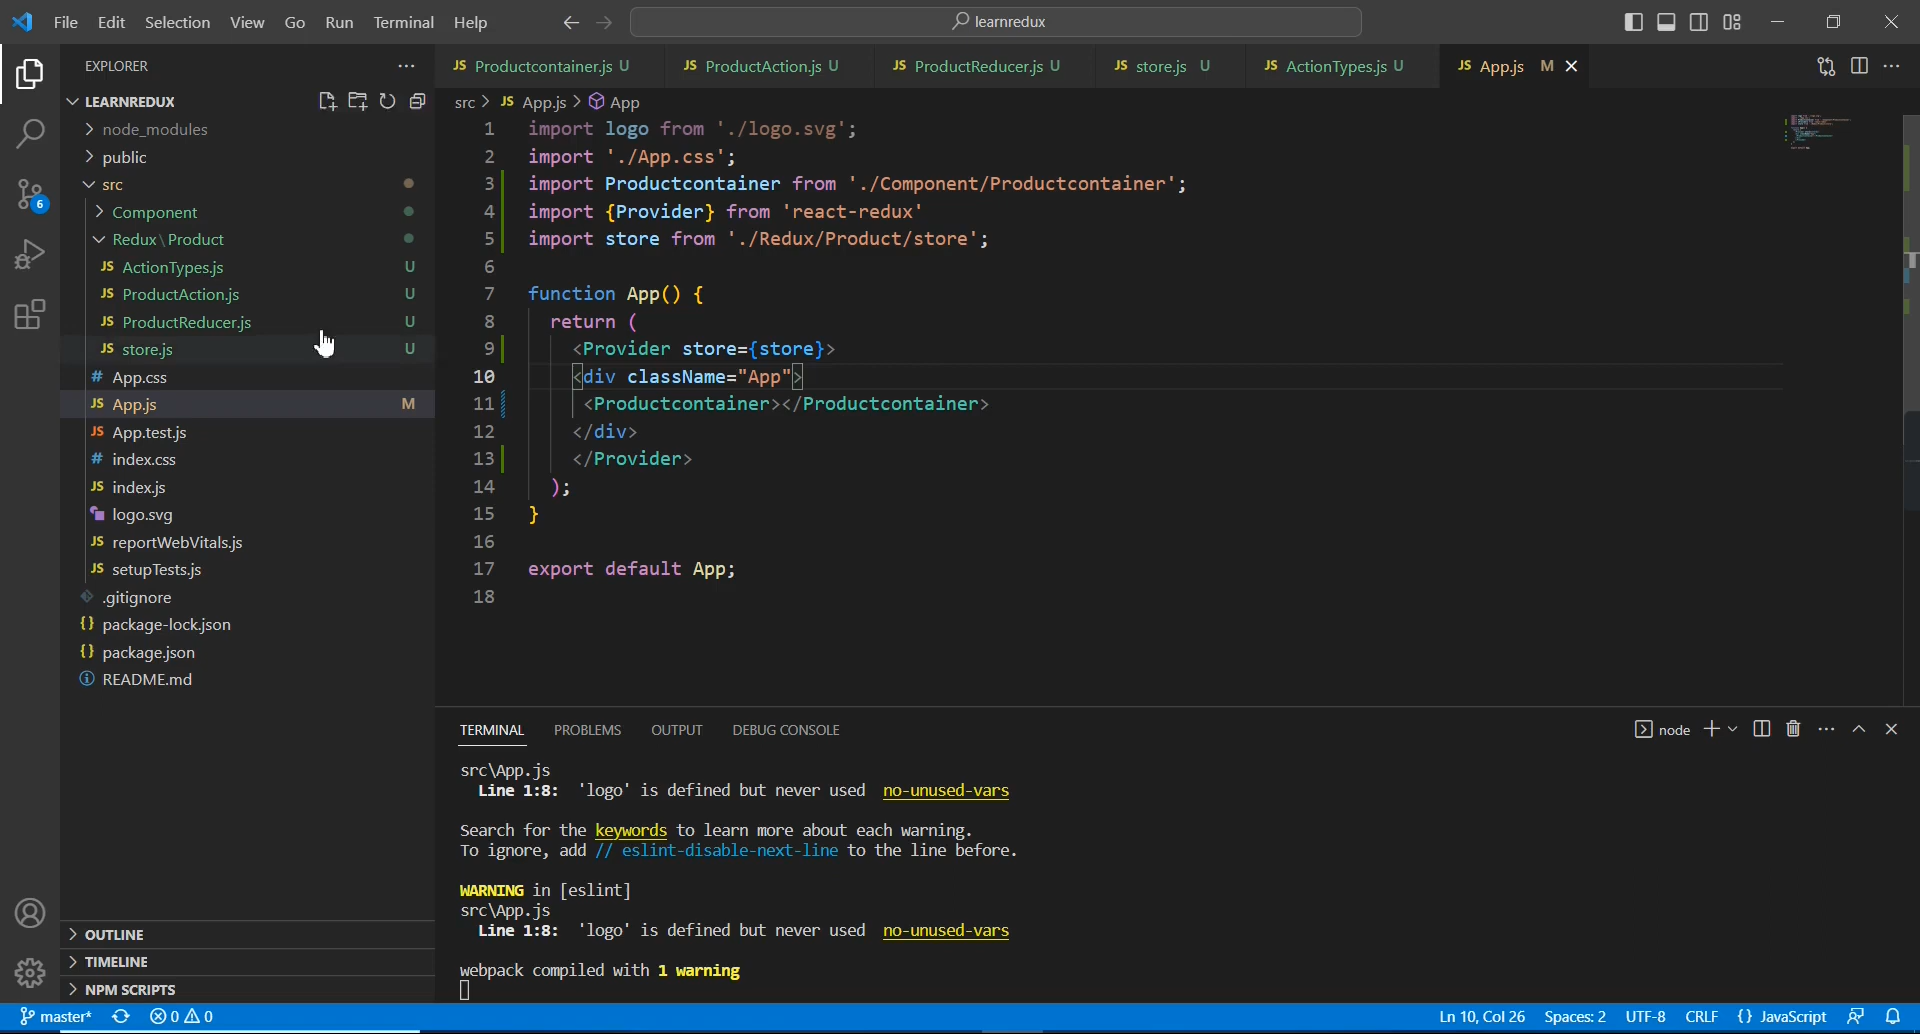 File Edit Selection View Go Run Terminal Help learnredux
EXPLORER
LEARNREDUX
node_modules
public
src
Component
Redux\Product
ActionTypes.js U
ProductAction.js U
ProductReducer.js U
store.js U
App.css
App.js M
App.test.js
index.css
index.js
logo.svg
reportWebVitals.js
setupTests.js
.gitignore
package-lock.json
package.json
README.md
OUTLINE
TIMELINE
NPM SCRIPTS
6
JS Productcontainer.js U JS ProductAction.js U JS ProductReducer.js U JS store.js U JS ActionTypes.js U JS App.js M
src > JS App.js > App
1 import logo from './logo.svg';
2 import './App.css';
3 import Productcontainer from './Component/Productcontainer';
4 import {Provider} from 'react-redux'
5 import store from './Redux/Product/store';
6
7 function App() {
8 return (
9 <Provider store={store}>
10 <div className="App">
11 <Productcontainer></Productcontainer>
12 </div>
13 </Provider>
14 );
15 }
16
17 export default App;
18
TERMINAL PROBLEMS OUTPUT DEBUG CONSOLE node
src\App.js
Line 1:8: 'logo' is defined but never used no-unused-vars
Search for the keywords to learn more about each warning.
To ignore, add // eslint-disable-next-line to the line before.
WARNING in [eslint]
src\App.js
Line 1:8: 'logo' is defined but never used no-unused-vars
webpack compiled with 1 warning
master* 0 0 Ln 10, Col 26 Spaces: 2 UTF-8 CRLF {} JavaScript